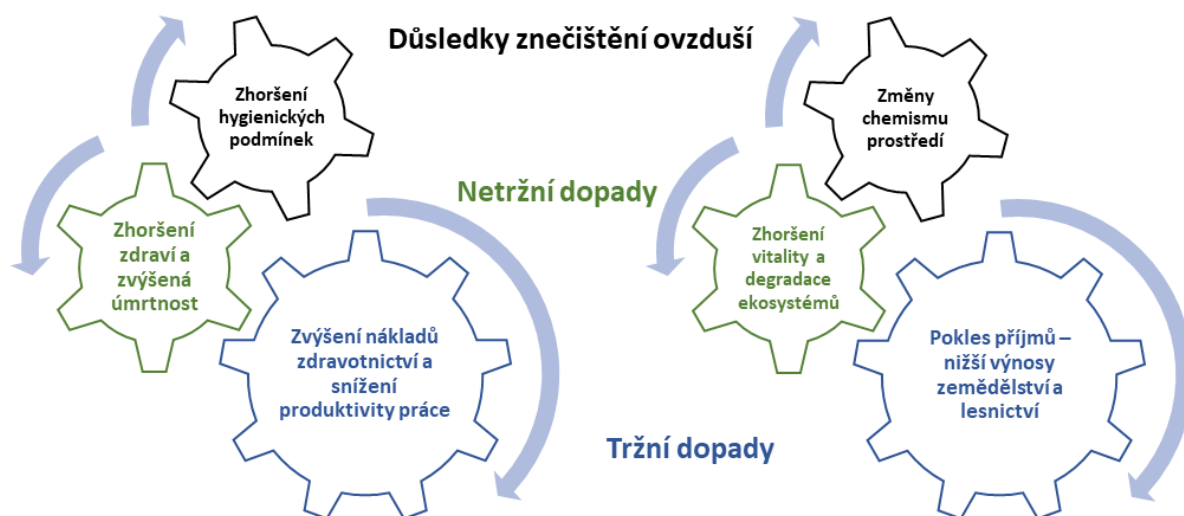 Důsledky znečištění ovzduší
Zhoršení
hygienických
podmínek
Změny
chemismu
prostředí
Netržní dopady
Zhoršení
zdraví a
zvýšená
úmrtnost
Zhoršení
vitality a
degradace
ekosystémů
Zvýšení nákladů
zdravotnictví a
snížení
produktivity práce
Pokles příjmů –
nižší výnosy
zemědělství a
lesnictví
Tržní dopady